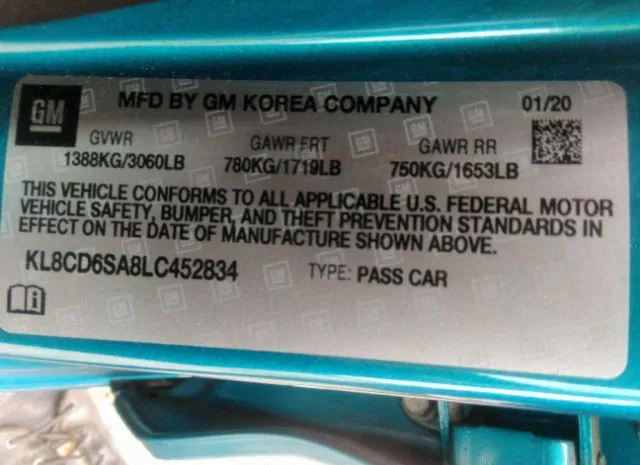 GM MFD BY GM KOREA COMPANY 01/20
GVWR GAWR FRT GAWR RR
1388KG/3060LB 780KG/1719LB 750KG/1653LB
THIS VEHICLE CONFORMS TO ALL APPLICABLE U.S. FEDERAL MOTOR
VEHICLE SAFETY, BUMPER, AND THEFT PREVENTION STANDARDS IN
EFFECT ON THE DATE OF MANUFACTURE SHOWN ABOVE.
KL8CD6SA8LC452834 TYPE: PASS CAR